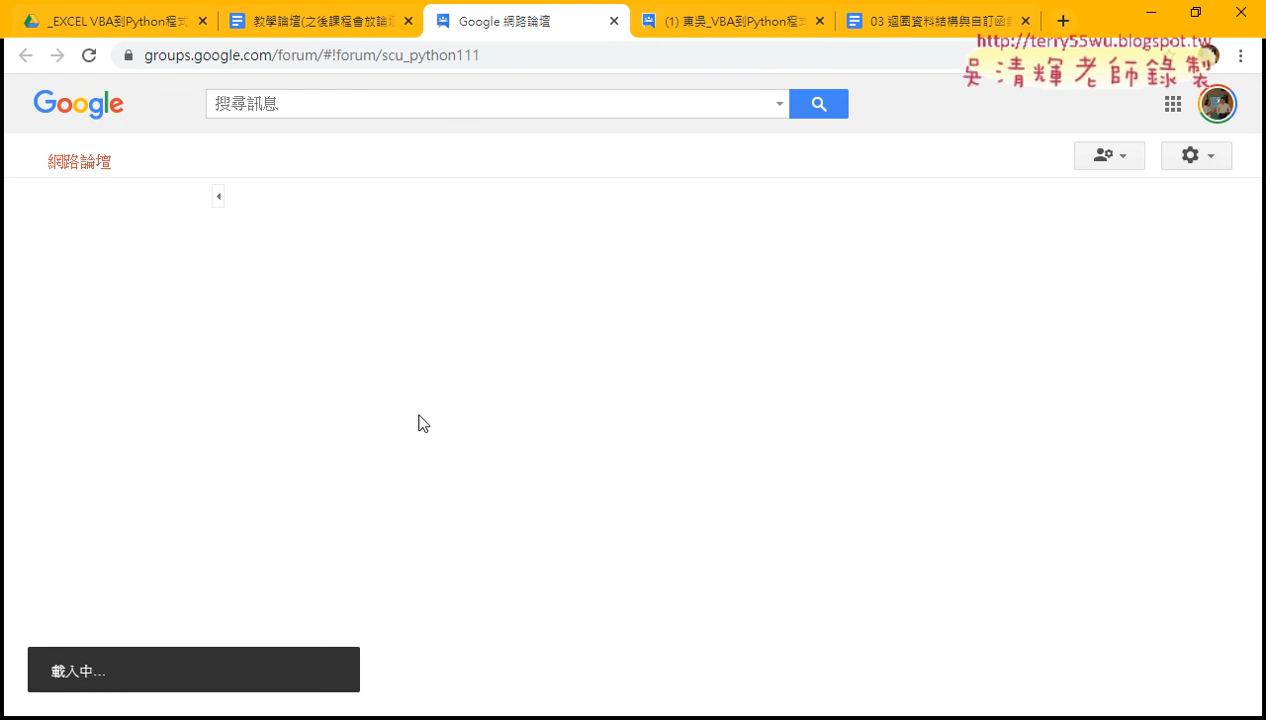 _EXCEL VBA到Python程式
教學論壇(之後課程會放論壇
Google 網路論壇
(1) 東吳_VBA到Python程式
03 迴圈資料結構與自訂函
groups.google.com/forum/#!forum/scu_python111
http://terry55wu.blogspot.tw
吳清輝老師錄製
Google
搜尋訊息
網路論壇
載入中...